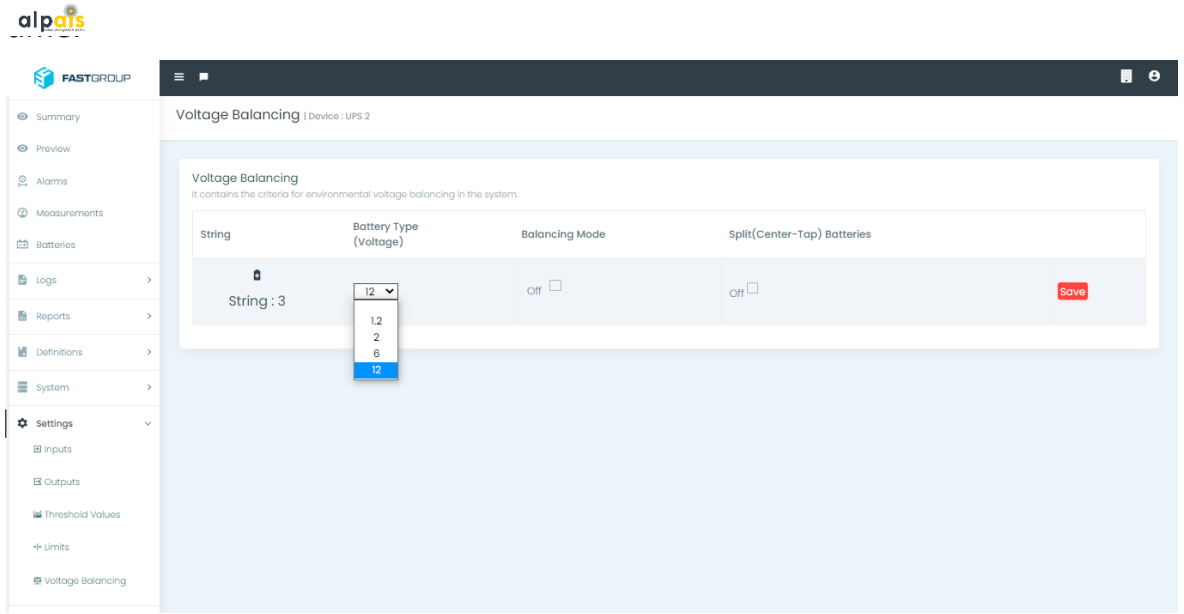 alpais
FASTGROUP
Voltage Balancing | Device : UPS 2
Summary
Preview
Alarms
Measurements
Batteries
Logs
Reports
Definitions
System
Settings
Inputs
Outputs
Threshold Values
Limits
Voltage Balancing
Voltage Balancing
It contains the criteria for environmental voltage balancing in the system.
String
Battery Type
(Voltage)
Balancing Mode
Split(Center-Tap) Batteries
String : 3
12
Off
Off
Save
1.2
2
6
12